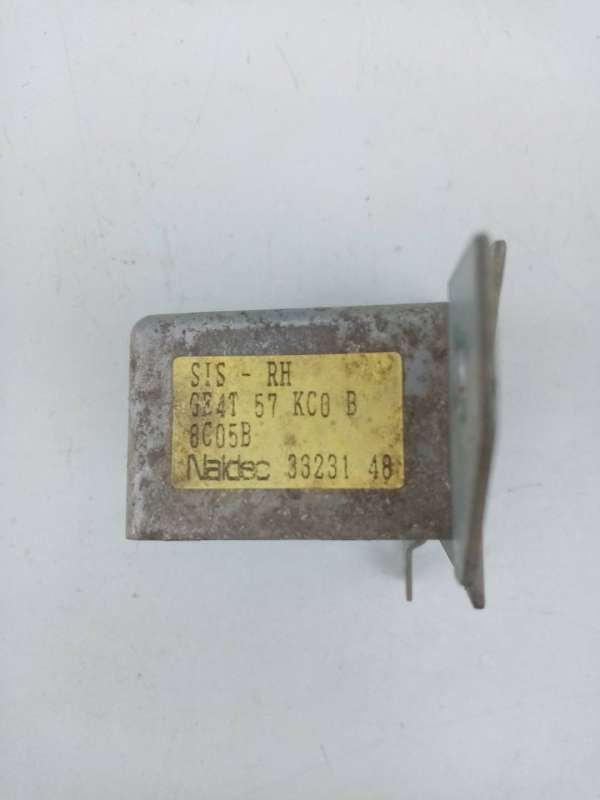 SIS - RH
GE4T 57 KC0 B
8C05B
Naldec 33231 48